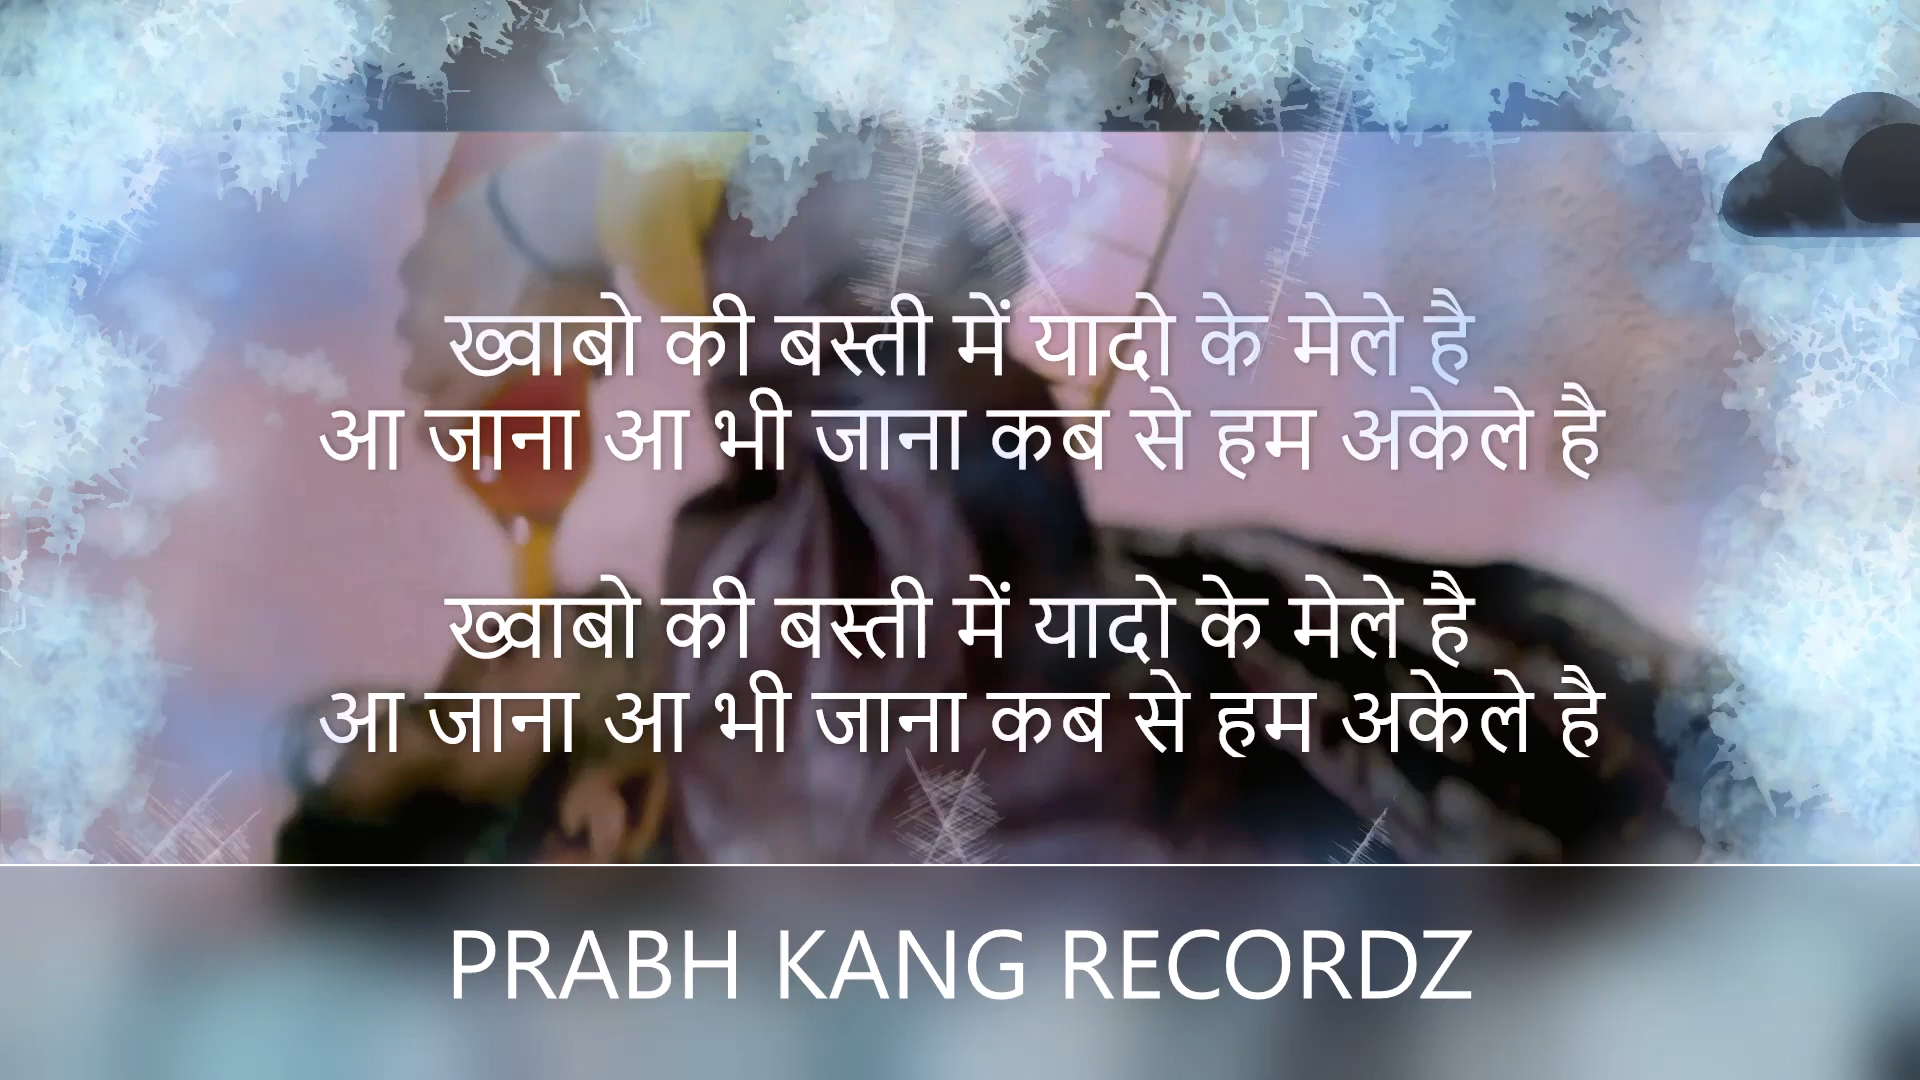 ख्वाबो की बस्ती में यादो के मेले है
आ जाना आ भी जाना कब से हम अकेले है
ख्वाबो की बस्ती में यादो के मेले है
आ जाना आ भी जाना कब से हम अकेले है
PRABH KANG RECORDZ